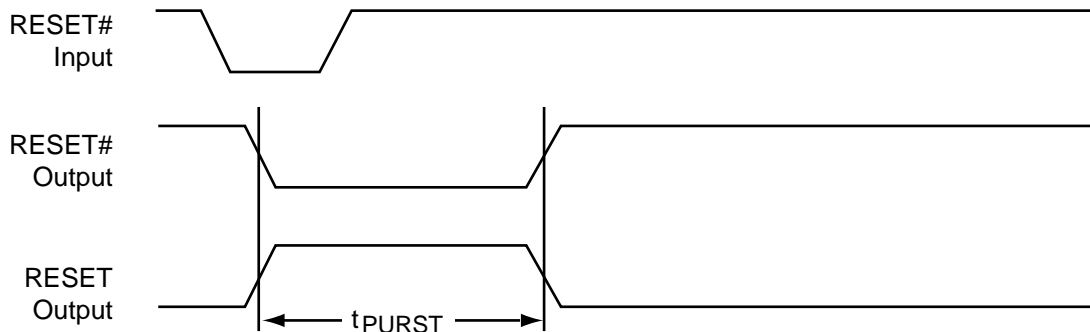 RESET#
Input
RESET#
Output
RESET
Output
tPURST